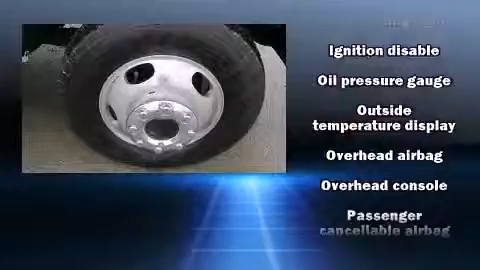 Ignition disable
Oil pressure gauge
Outside
temperature display
Overhead airbag
Overhead console
Passenger
cancellable airbag